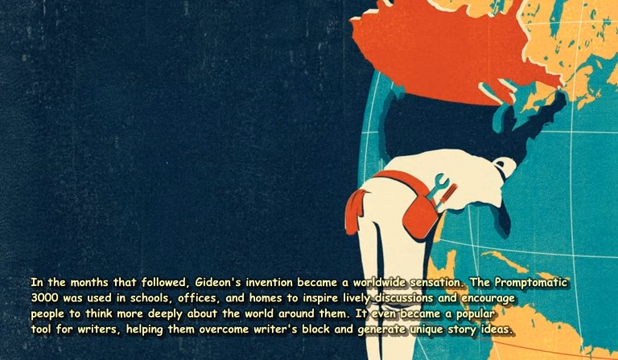 In the months that followed, Gideon's invention became a worldwide sensation. The Promptomatic
3000 was used in schools, offices, and homes to inspire lively discussions and encourage
people to think more deeply about the world around them. It even became a popular
tool for writers, helping them overcome writer's block and generate unique story ideas.